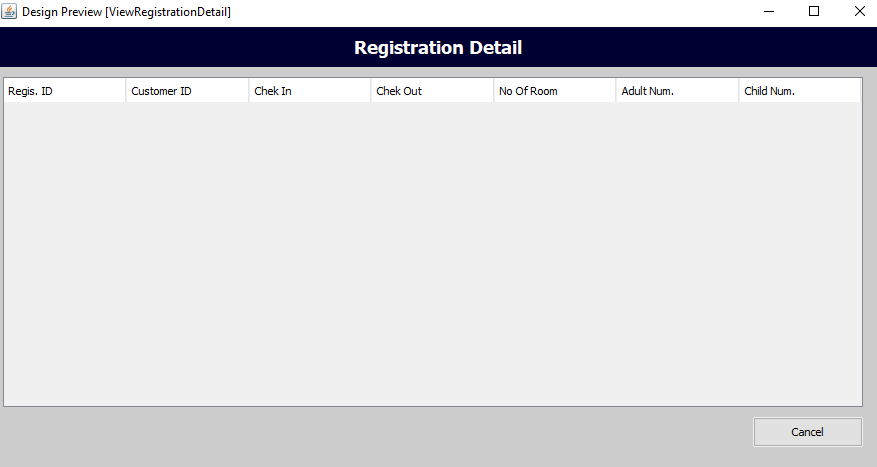 Design Preview [ViewRegistrationDetail]
Registration Detail
Regis. ID Customer ID Chek In Chek Out No Of Room Adult Num. Child Num.
Cancel